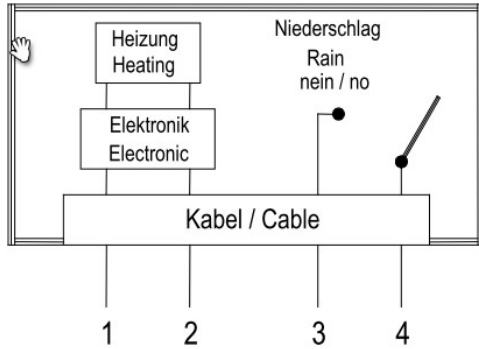 Heizung
Heating
Niederschlag
Rain
nein / no
Elektronik
Electronic
Kabel / Cable
1 2 3 4